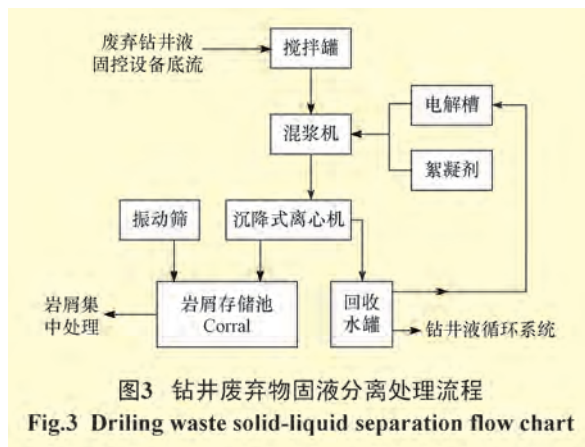 废弃钻井液
固控设备底流
搅拌罐
电解槽
混浆机
絮凝剂
振动筛
沉降式离心机
岩屑集
中处理
岩屑存储池
Corral
回收
水罐
钻井液循环系统
图3 钻井废弃物固液分离处理流程
Fig.3 Driling waste solid-liquid separation flow chart